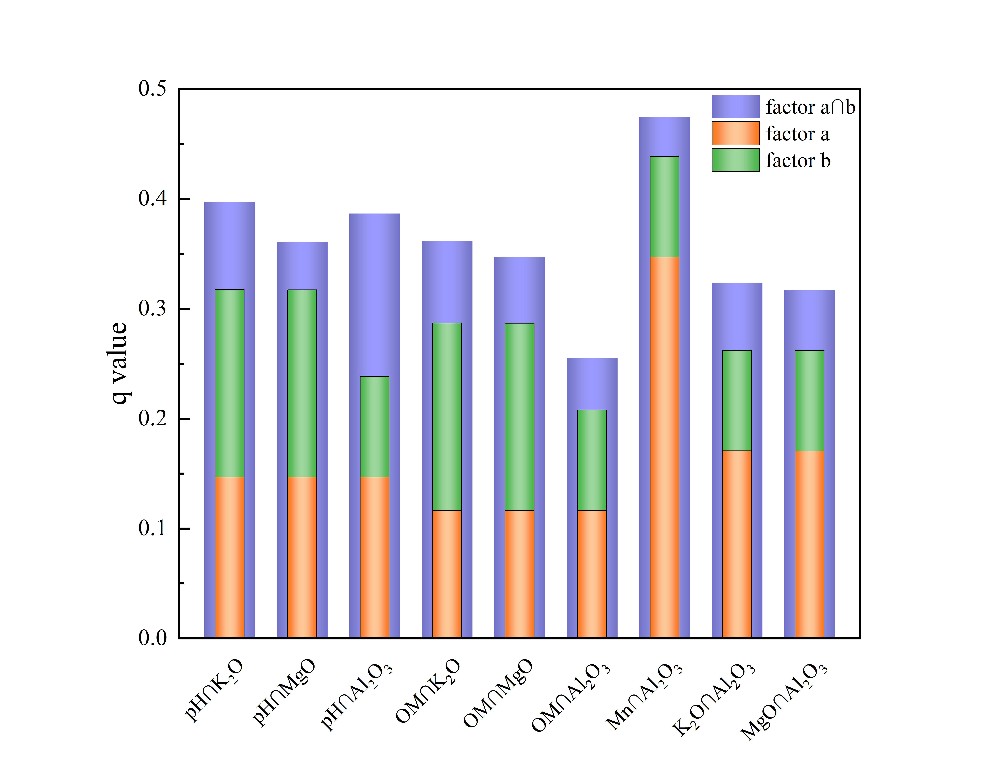 0.5
0.4
0.3
0.2
0.1
0.0
q value
factor a∩b
factor a
factor b
pH∩K₂O
pH∩MgO
pH∩Al₂O₃
OM∩K₂O
OM∩MgO
OM∩Al₂O₃
Mn∩Al₂O₃
K₂O∩Al₂O₃
MgO∩Al₂O₃